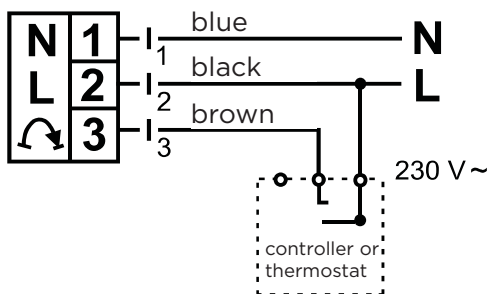 N 1 1 blue N
L 2 2 black L
3 3 brown
230 V ~
controller or
thermostat